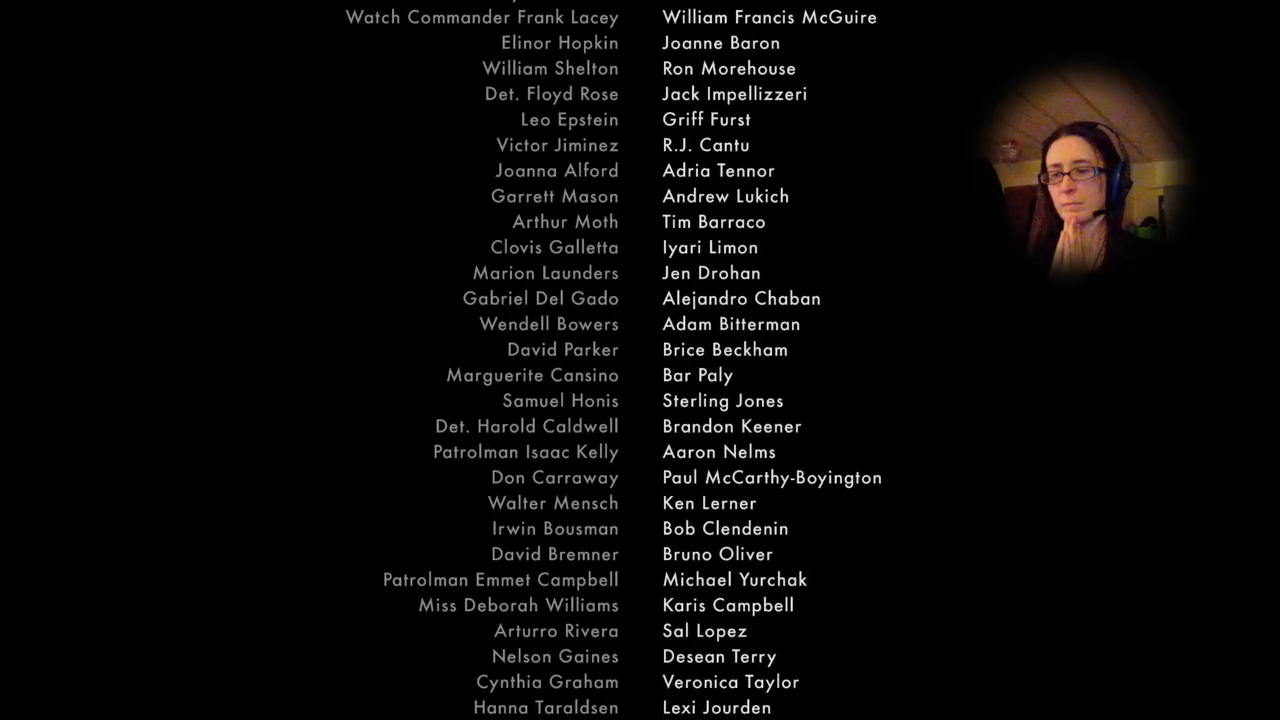 Watch Commander Frank Lacey William Francis McGuire
Elinor Hopkin Joanne Baron
William Shelton Ron Morehouse
Det. Floyd Rose Jack Impellizzeri
Leo Epstein Griff Furst
Victor Jiminez R.J. Cantu
Joanna Alford Adria Tennor
Garrett Mason Andrew Lukich
Arthur Moth Tim Barraco
Clovis Galletta Iyari Limon
Marion Launders Jen Drohan
Gabriel Del Gado Alejandro Chaban
Wendell Bowers Adam Bitterman
David Parker Brice Beckham
Marguerite Cansino Bar Paly
Samuel Honis Sterling Jones
Det. Harold Caldwell Brandon Keener
Patrolman Isaac Kelly Aaron Nelms
Don Carraway Paul McCarthy-Boyington
Walter Mensch Ken Lerner
Irwin Bousman Bob Clendenin
David Bremner Bruno Oliver
Patrolman Emmet Campbell Michael Yurchak
Miss Deborah Williams Karis Campbell
Arturro Rivera Sal Lopez
Nelson Gaines Desean Terry
Cynthia Graham Veronica Taylor
Hanna Taraldsen Lexi Jourden